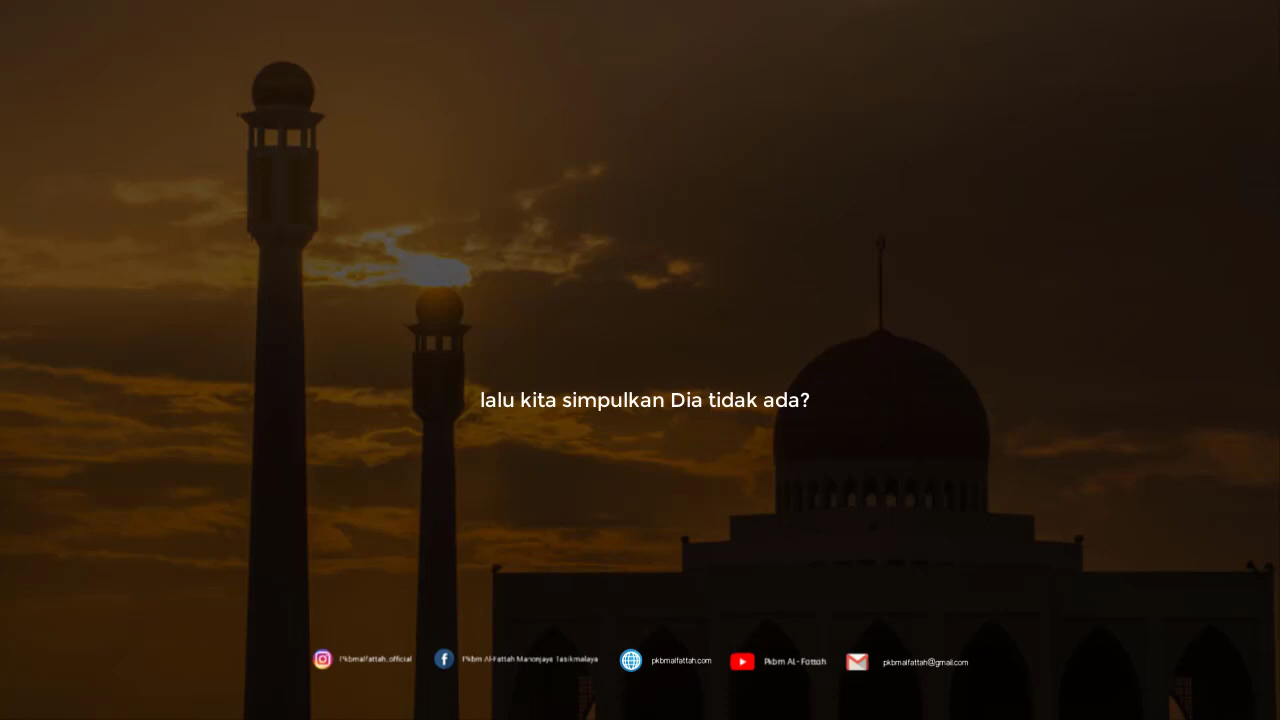 lalu kita simpulkan Dia tidak ada?
Pkbmalfattah_official
Pkbm Al-Fattah Manonjaya Tasikmalaya
pkbmalfattah.com
Pkbm Al-Fattah
pkbmalfattah@gmail.com